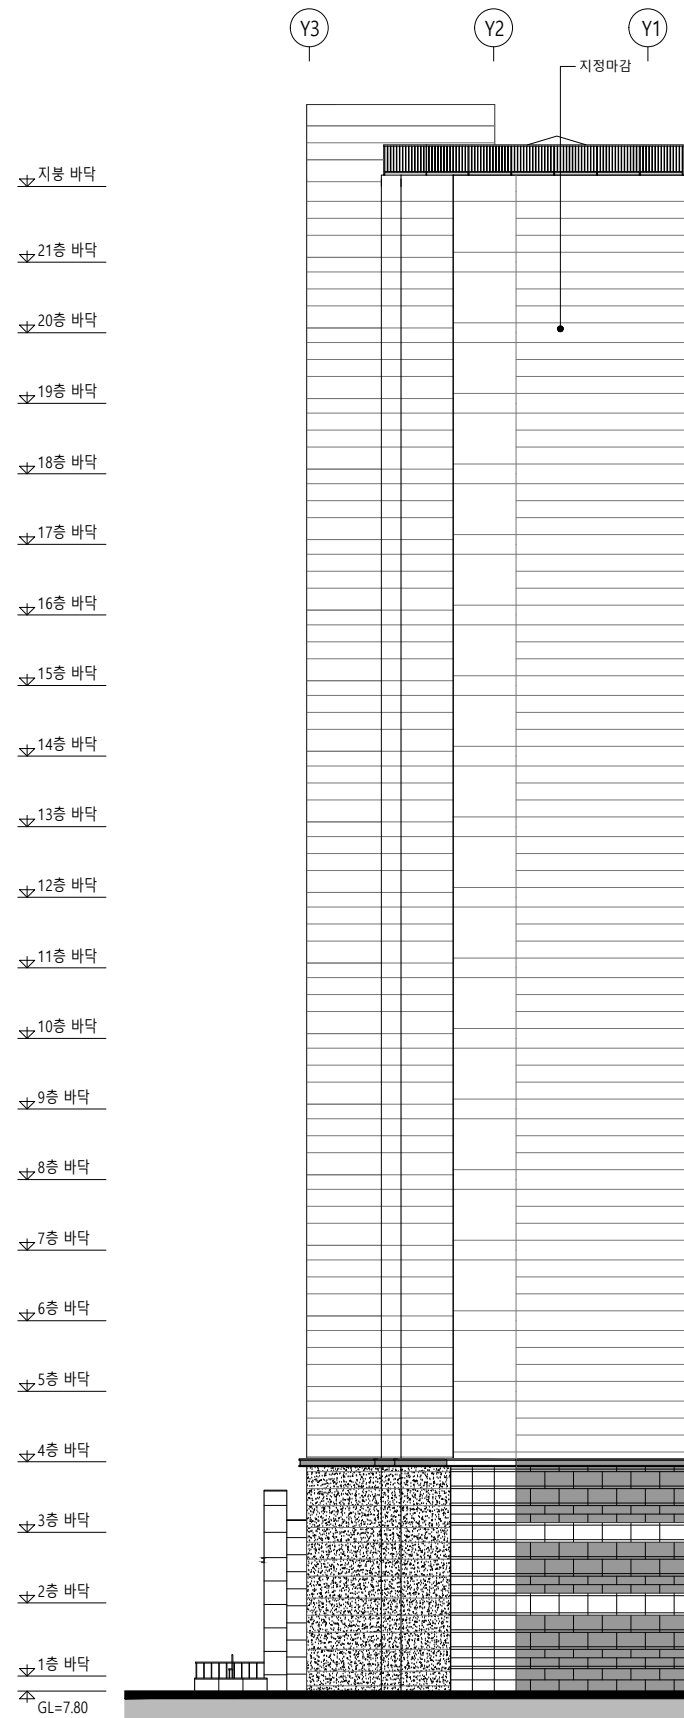 Y3 Y2 Y1
지정마감
지붕 바닥
21층 바닥
20층 바닥
19층 바닥
18층 바닥
17층 바닥
16층 바닥
15층 바닥
14층 바닥
13층 바닥
12층 바닥
11층 바닥
10층 바닥
9층 바닥
8층 바닥
7층 바닥
6층 바닥
5층 바닥
4층 바닥
3층 바닥
2층 바닥
1층 바닥
GL=7.80